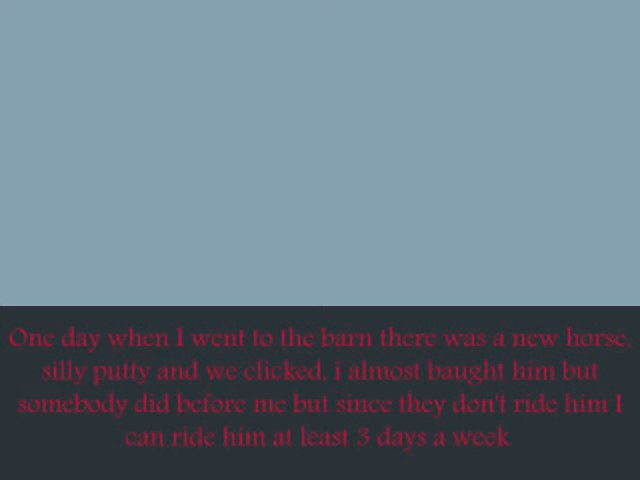 One day when I went to the barn there was a new horse,
silly putty and we clicked, i almost baught him but
somebody did before me but since they don't ride him I
can ride him at least 3 days a week